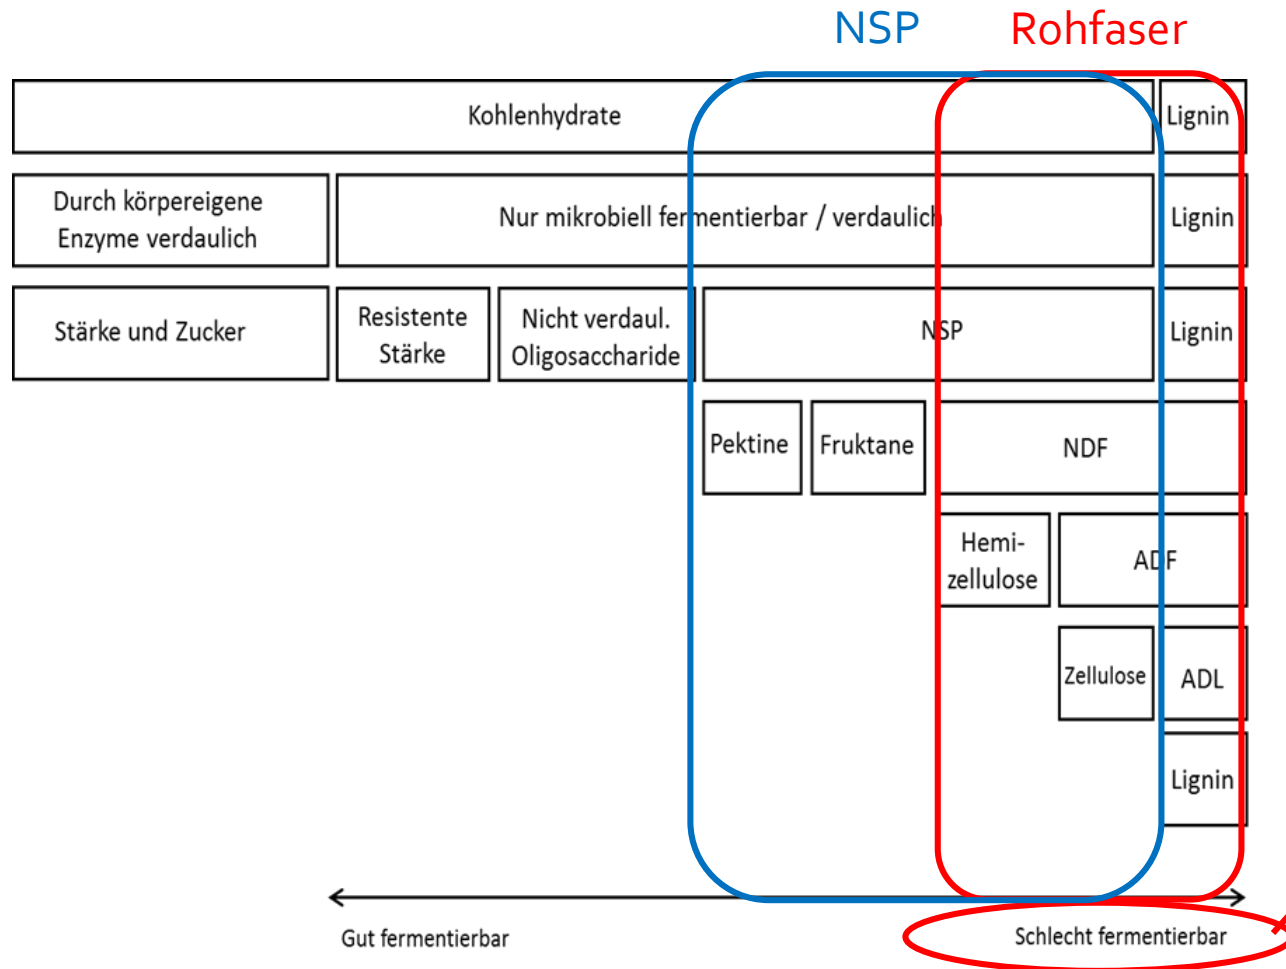 NSP
Rohfaser
Kohlenhydrate
Lignin
Durch körpereigene
Enzyme verdaulich
Nur mikrobiell fermentierbar / verdaulich
Lignin
Stärke und Zucker
Resistente
Stärke
Nicht verdaul.
Oligosaccharide
NSP
Lignin
Pektine
Fruktane
NDF
Hemi-
zellulose
ADF
Zellulose
ADL
Lignin
Gut fermentierbar
Schlecht fermentierbar